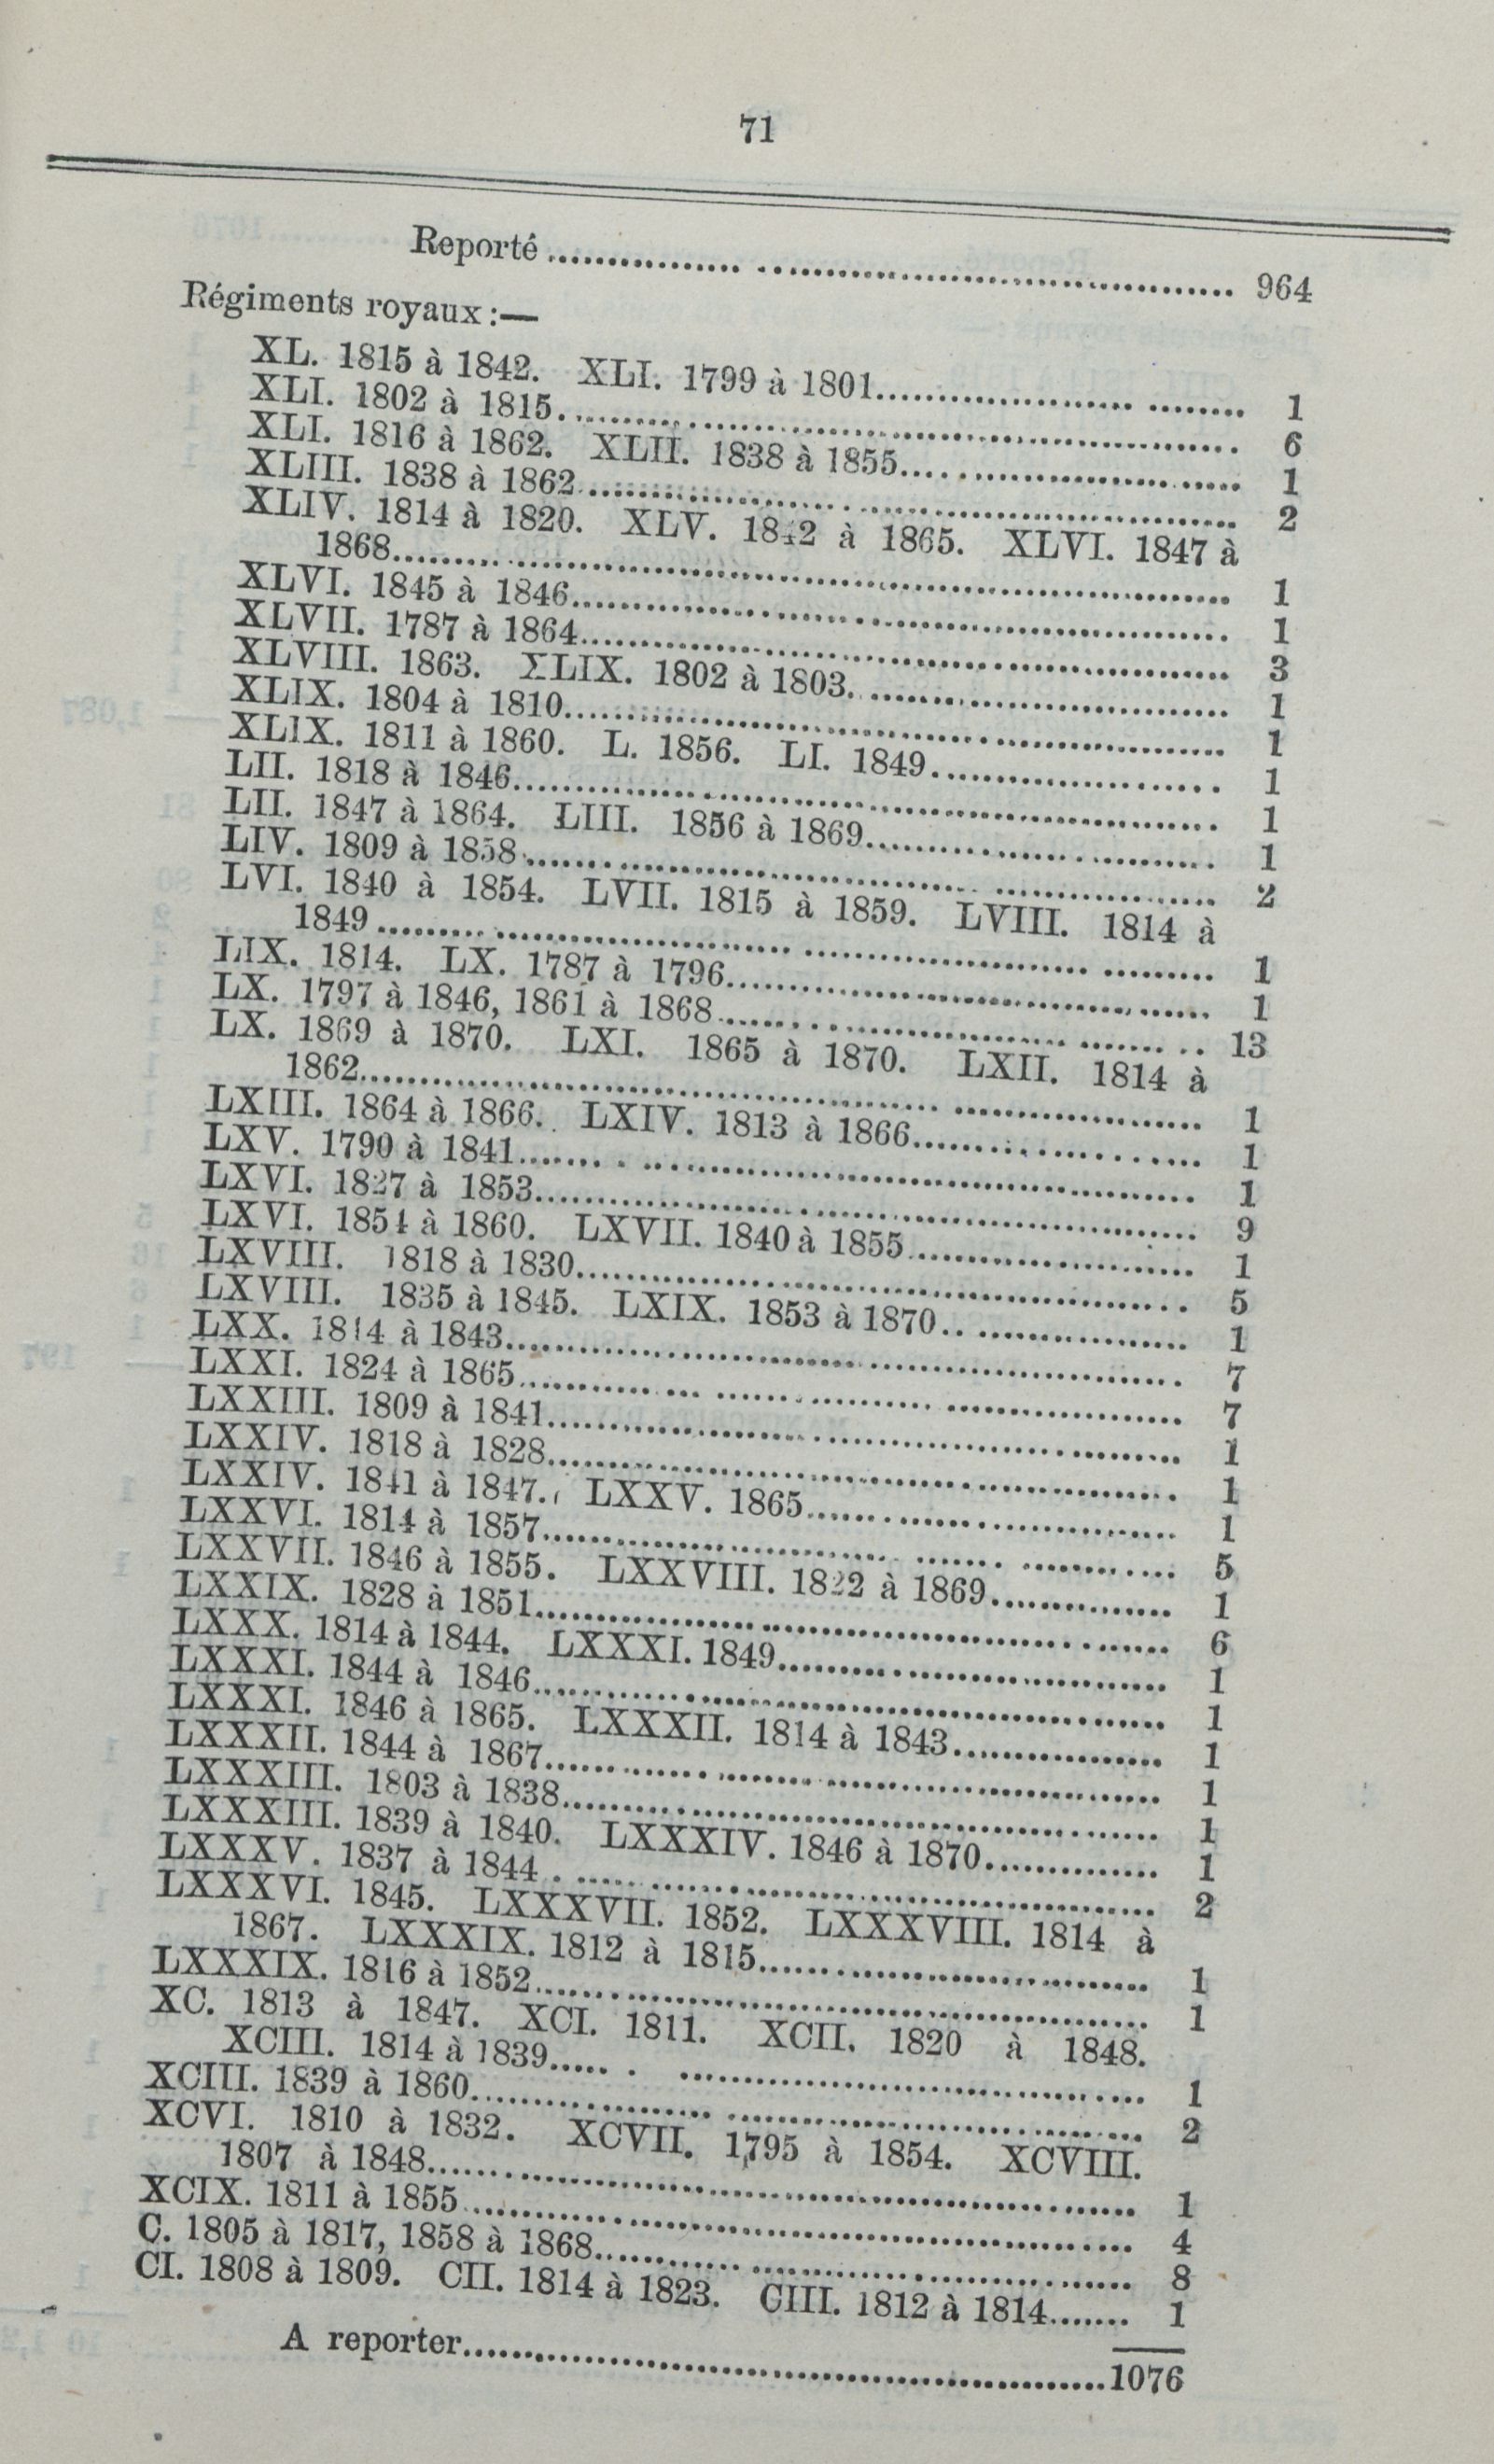 71
Reporté ................ ........................................ 964
Régiments royaux :—
XL. 1815 à 1842. XLI. 1799 à 1801............................. 1
XLI. 1802 à 1815........................................................ 6
XLI. 1816 à 1862. XLII. 1838 à 1855............................ 1
XLIII. 1838 à 1862...................................................... 2
XLIV. 1814 à 1820. XLV. 1842 à 1865. XLVI. 1847 à
1868...................................................................... 1
XLVI. 1845 à 1846...................................................... 1
XLVII. 1787 à 1864..................................................... 3
XLVIII. 1863. XLIX. 1802 à 1803............................... 1
XLIX. 1804 à 1810...................................................... 1
XLIX. 1811 à 1860. L. 1856. LI. 1849........................ 1
LII. 1818 à 1846.......................................................... 1
LII. 1847 à 1864. LIII. 1856 à 1869............................ 1
LIV. 1809 à 1858......................................................... 2
LVI. 1840 à 1854. LVII. 1815 à 1859. LVIII. 1814 à
1849 ..................................................................... 1
LIX. 1814. LX. 1787 à 1796........................................ 1
LX. 1797 à 1846, 1861 à 1868...................................... 13
LX. 1869 à 1870. LXI. 1865 à 1870. LXII. 1814 à
1862...................................................................... 1
LXIII. 1864 à 1866. LXIV. 1813 à 1866....................... 1
LXV. 1790 à 1841........................................................ 1
LXVI. 1827 à 1853....................................................... 9
LXVI. 1854 à 1860. LXVII. 1840 à 1855....................... 1
LXVIII. 1818 à 1830.................................................... 5
LXVIII. 1835 à 1845. LXIX. 1853 à 1870..................... 1
LXX. 1814 à 1843........................................................ 7
LXXI. 1824 à 1865....................................................... 7
LXXIII. 1809 à 1841.................................................... 1
LXXIV. 1818 à 1828.................................................... 1
LXXIV. 1841 à 1847. LXXV. 1865............................... 1
LXXVI. 1814 à 1857.................................................... 5
LXXVII. 1846 à 1855. LXXVIII. 1822 à 1869............... 1
LXXIX. 1828 à 1851.................................................... 6
LXXX. 1814 à 1844. LXXXI. 1849................................ 1
LXXXI. 1844 à 1846.................................................... 1
LXXXI. 1846 à 1865. LXXXII. 1814 à 1843.................. 1
LXXXII. 1844 à 1867................................................... 1
LXXXIII. 1803 à 1838................................................. 1
LXXXIII. 1839 à 1840. LXXXIV. 1846 à 1870.............. 1
LXXXV. 1837 à 1844 .................................................. 2
LXXXVI. 1845. LXXXVII. 1852. LXXXVIII. 1814 à
1867. LXXXIX. 1812 à 1815................................ 1
LXXXIX. 1816 à 1852.................................................. 1
XC. 1813 à 1847. XCI. 1811. XCII. 1820 à 1848.
XCIII. 1814 à 1839..... . ....................................... 1
XCIII. 1839 à 1860...................................................... 2
XCVI. 1810 à 1832. XCVII. 1795 à 1854. XCVIII.
1807 à 1848........................................................... 1
XCIX. 1811 à 1855....................................................... 4
C. 1805 à 1817, 1858 à 1868......................................... 8
CI. 1808 à 1809. CII. 1814 à 1823. CIII. 1812 à 1814....... 1
A reporter......................................................1076